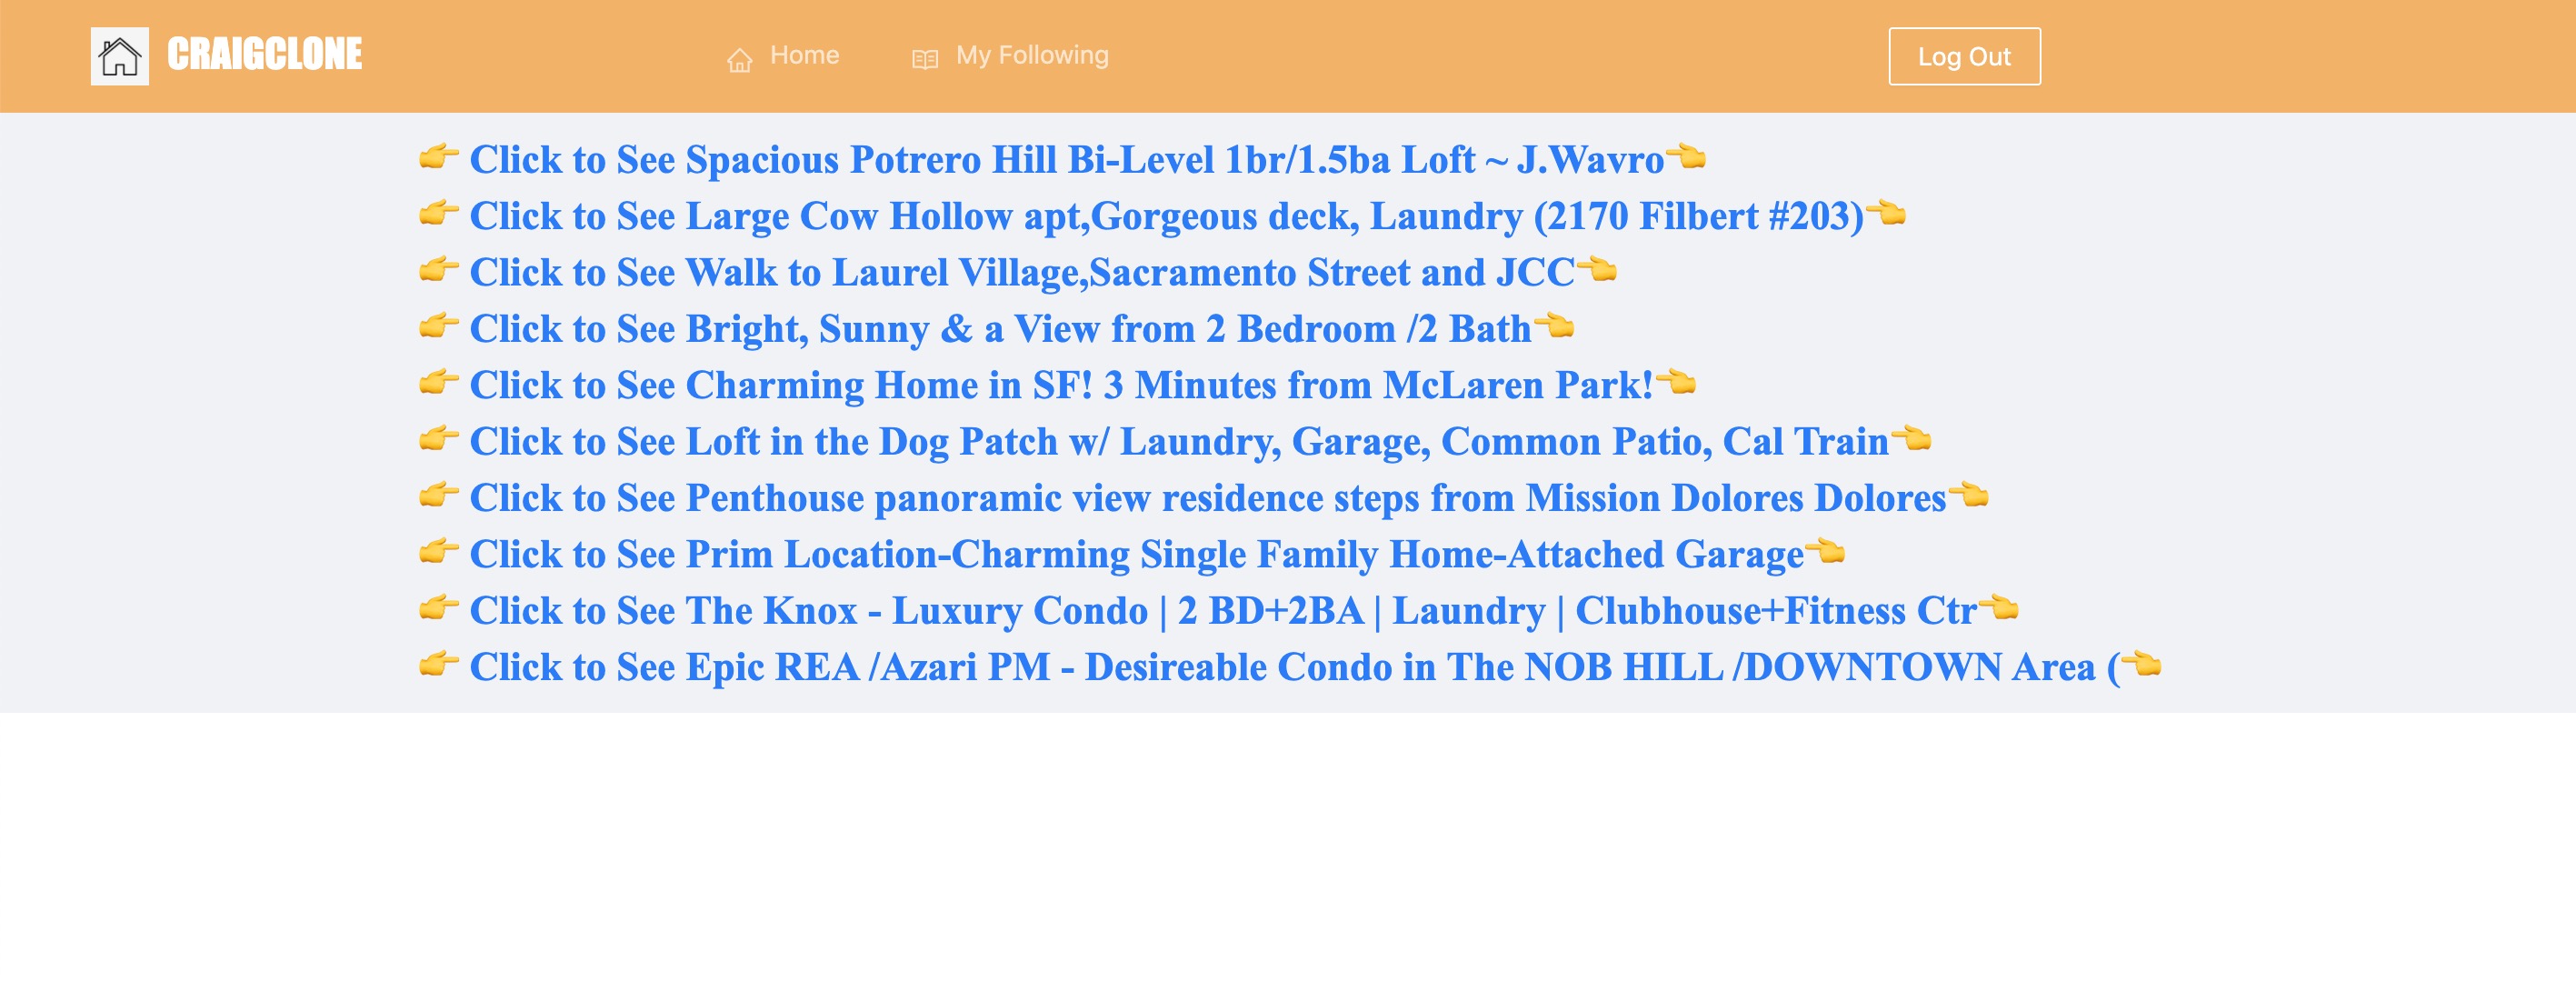 CRAIGCLONE Home My Following Log Out
👉 Click to See Spacious Potrero Hill Bi-Level 1br/1.5ba Loft ~ J.Wavro👈
👉 Click to See Large Cow Hollow apt,Gorgeous deck, Laundry (2170 Filbert #203)👈
👉 Click to See Walk to Laurel Village,Sacramento Street and JCC👈
👉 Click to See Bright, Sunny & a View from 2 Bedroom /2 Bath👈
👉 Click to See Charming Home in SF! 3 Minutes from McLaren Park!👈
👉 Click to See Loft in the Dog Patch w/ Laundry, Garage, Common Patio, Cal Train👈
👉 Click to See Penthouse panoramic view residence steps from Mission Dolores Dolores👈
👉 Click to See Prim Location-Charming Single Family Home-Attached Garage👈
👉 Click to See The Knox - Luxury Condo | 2 BD+2BA | Laundry | Clubhouse+Fitness Ctr👈
👉 Click to See Epic REA /Azari PM - Desireable Condo in The NOB HILL /DOWNTOWN Area (👈